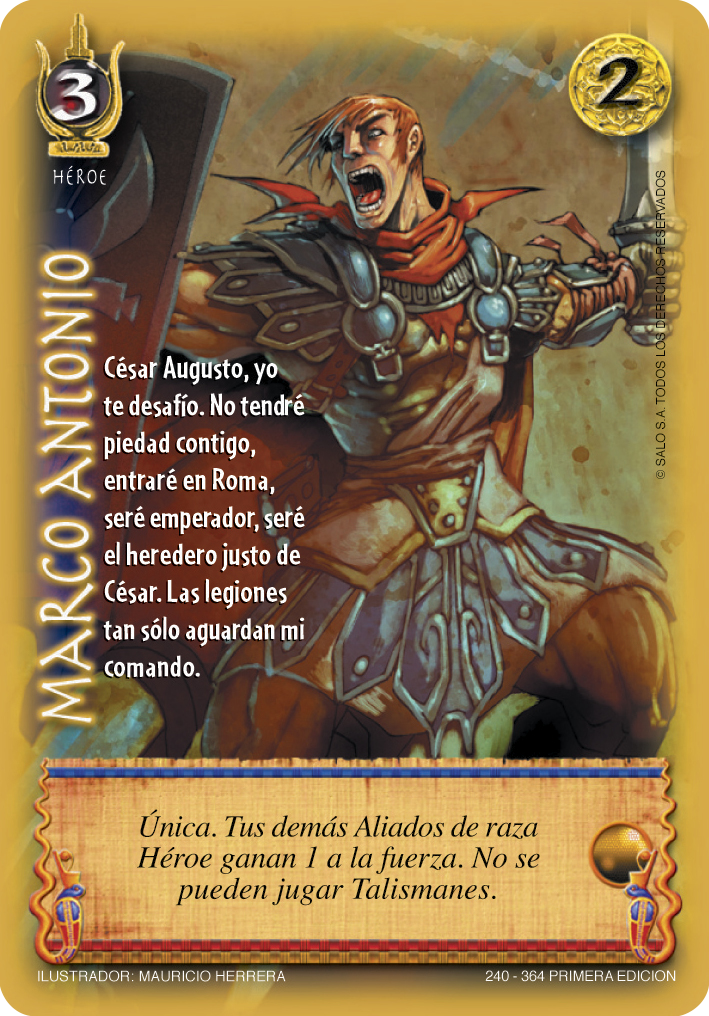 3
2
HÉROE
MARCO ANTONIO
César Augusto, yo
te desafío. No tendré
piedad contigo,
entraré en Roma,
seré emperador, seré
el heredero justo de
César. Las legiones
tan sólo aguardan mi
comando.
© SALO S.A. TODOS LOS DERECHOS RESERVADOS
Única. Tus demás Aliados de raza
Héroe ganan 1 a la fuerza. No se
pueden jugar Talismanes.
ILUSTRADOR: MAURICIO HERRERA
240 - 364 PRIMERA EDICION